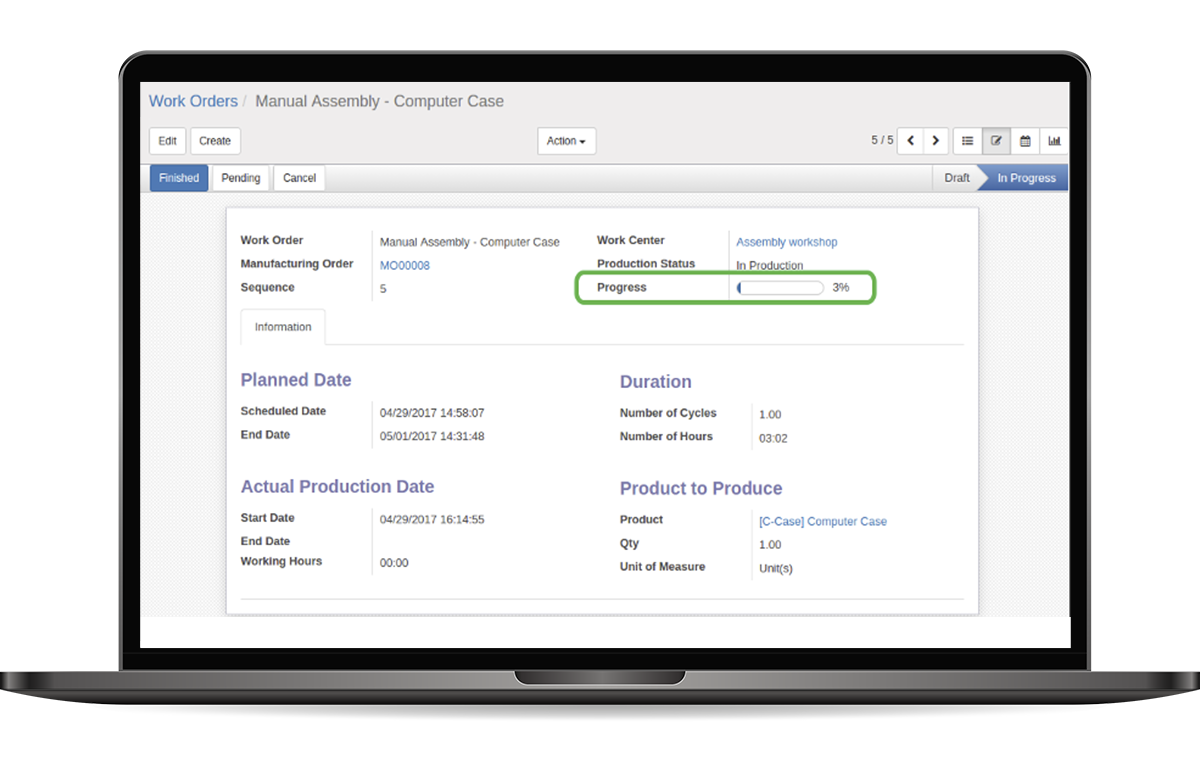 Work Orders / Manual Assembly - Computer Case
Edit Create Action 5 / 5
Finished Pending Cancel Draft In Progress
Work Order Manual Assembly - Computer Case Work Center Assembly workshop
Manufacturing Order MO00008 Production Status In Production
Sequence 5 Progress 3%
Information
Planned Date Duration
Scheduled Date 04/29/2017 14:58:07 Number of Cycles 1.00
End Date 05/01/2017 14:31:48 Number of Hours 03:02
Actual Production Date Product to Produce
Start Date 04/29/2017 16:14:55 Product [C-Case] Computer Case
End Date Qty 1.00
Working Hours 00:00 Unit of Measure Unit(s)